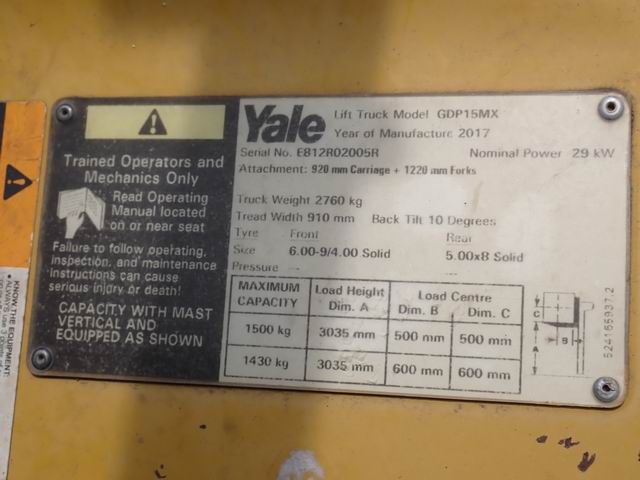 Trained Operators and
Mechanics Only
Read Operating
Manual located
on or near seat
Failure to follow operating,
inspection, and maintenance
instructions can cause
serious injury or death!
CAPACITY WITH MAST
VERTICAL AND
EQUIPPED AS SHOWN
Yale
Lift Truck Model GDP15MX
Year of Manufacture 2017
Serial No. E812R02005R Nominal Power 29 kW
Attachment: 920 mm Carriage + 1220 mm Forks
Truck Weight 2760 kg
Tread Width 910 mm Back Tilt 10 Degrees
Tyre Front Rear
Size 6.00-9/4.00 Solid 5.00x8 Solid
Pressure
MAXIMUM CAPACITY Load Height Dim. A Load Centre Dim. B Dim. C
1500 kg 3035 mm 500 mm 500 mm
1430 kg 3035 mm 600 mm 600 mm
C
A
B
524165937.2
KNOW THE EQUIPMENT: